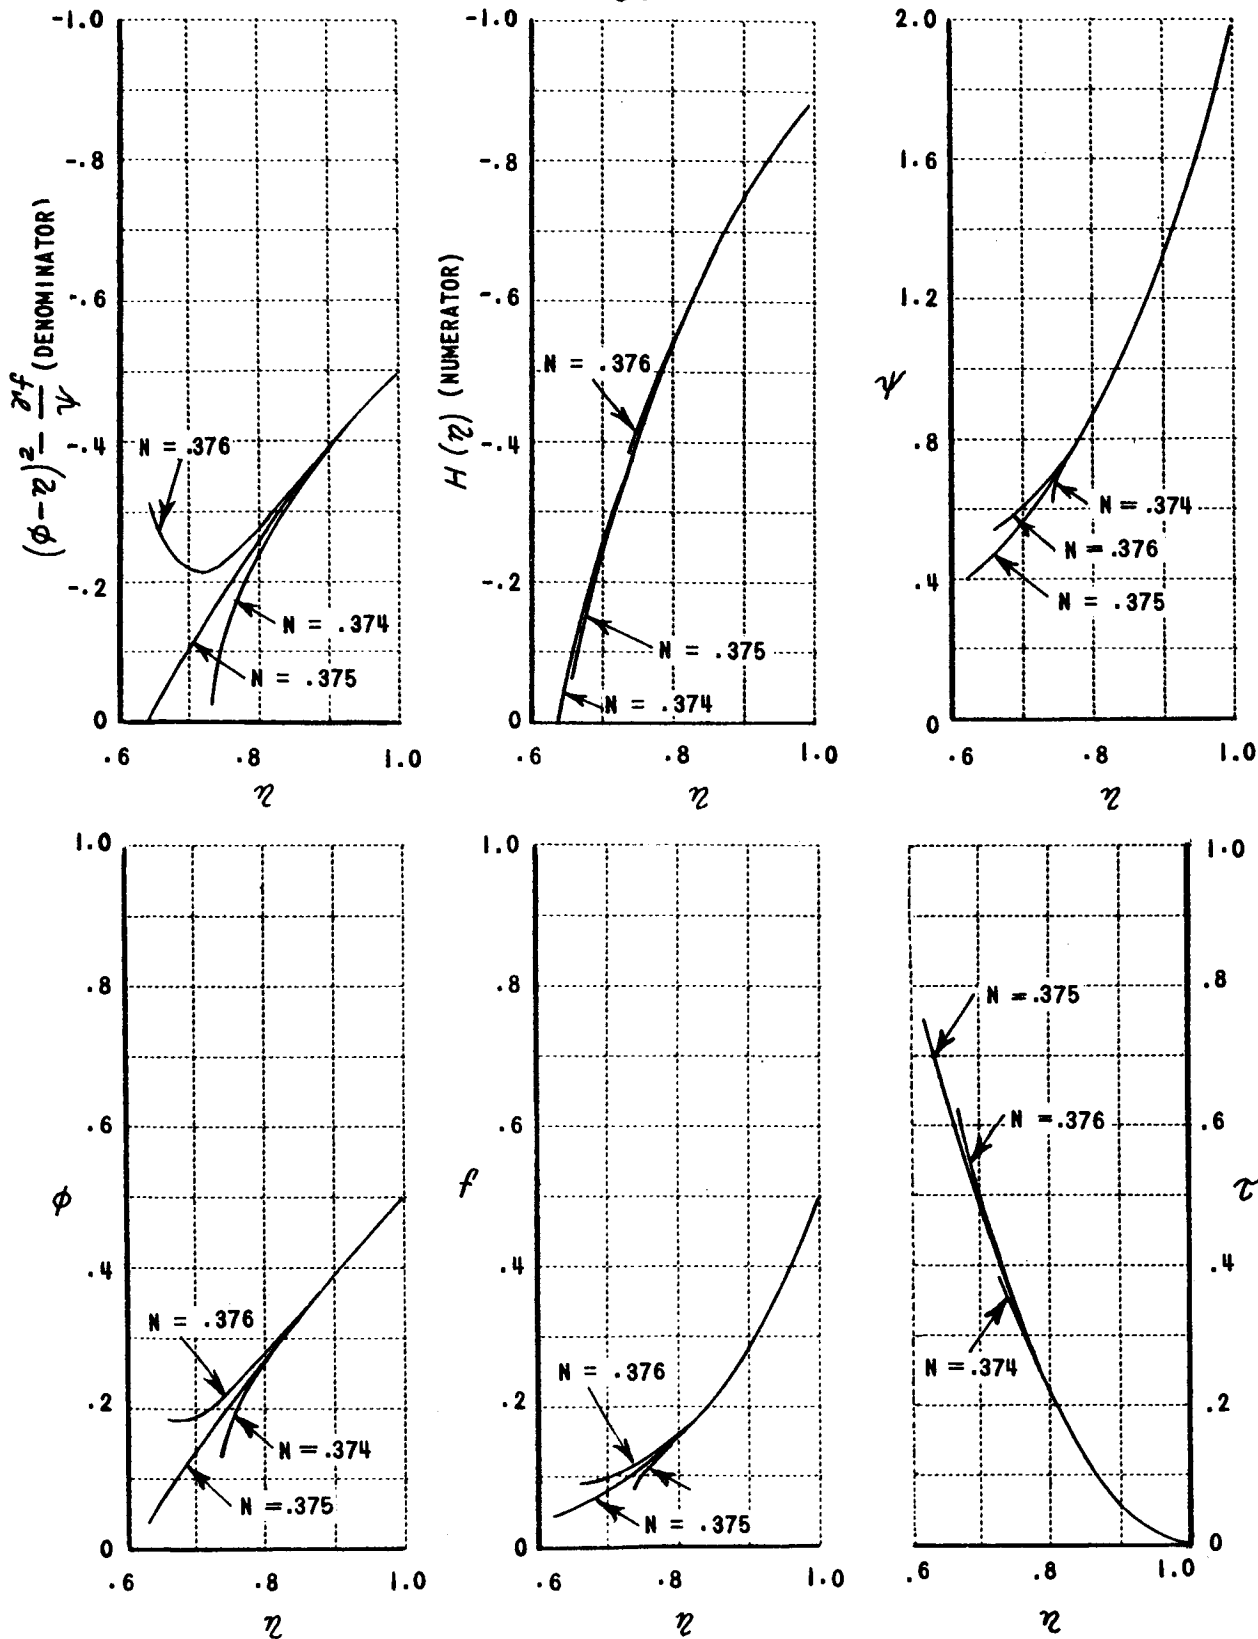 -1.0
-.8
-.6
-.4
-.2
0
.6
.8
1.0
η
(φ-η)² - γf/ψ (DENOMINATOR)
N = .376
N = .374
N = .375
-1.0
-.8
-.6
-.4
-.2
0
.6
.8
1.0
η
H (η) (NUMERATOR)
N = .376
N = .375
N = .374
2.0
1.6
1.2
.8
.4
0
.6
.8
1.0
η
ψ
N = .374
N = .376
N = .375
1.0
.8
.6
.4
.2
0
.6
.8
1.0
η
φ
N = .376
N = .374
N = .375
1.0
.8
.6
.4
.2
0
.6
.8
1.0
η
f
N = .376
N = .375
1.0
.8
.6
.4
.2
0
.6
.8
1.0
η
τ
N = .375
N = .376
N = .374